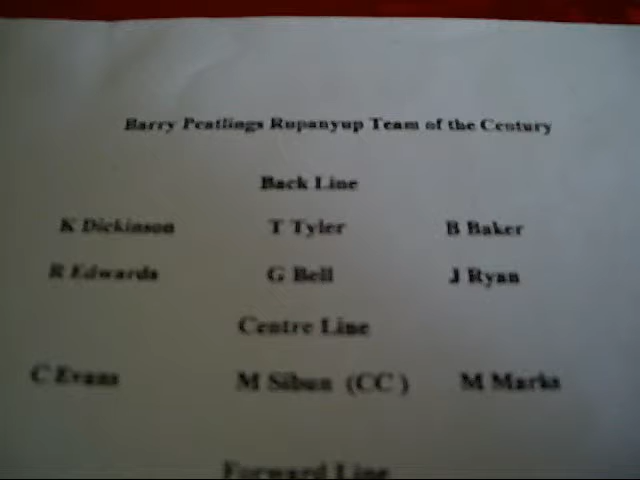 Barry Peatlings Rupanyup Team of the Century
Back Line
K Dickinson T Tyler B Baker
R Edwards G Bell J Ryan
Centre Line
C Evans M Sibun (CC) M Marks
Forward Line